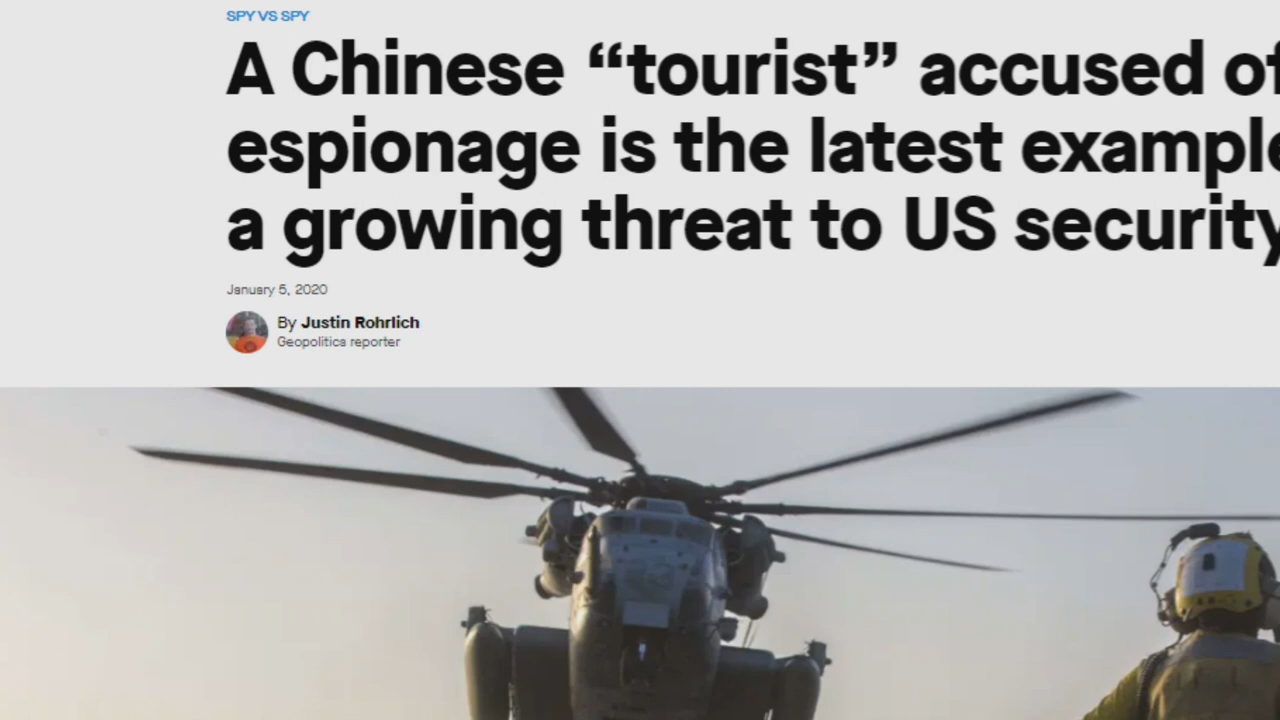 SPY VS SPY
A Chinese “tourist” accused of
espionage is the latest example
a growing threat to US security
January 5, 2020
By Justin Rohrlich
Geopolitics reporter